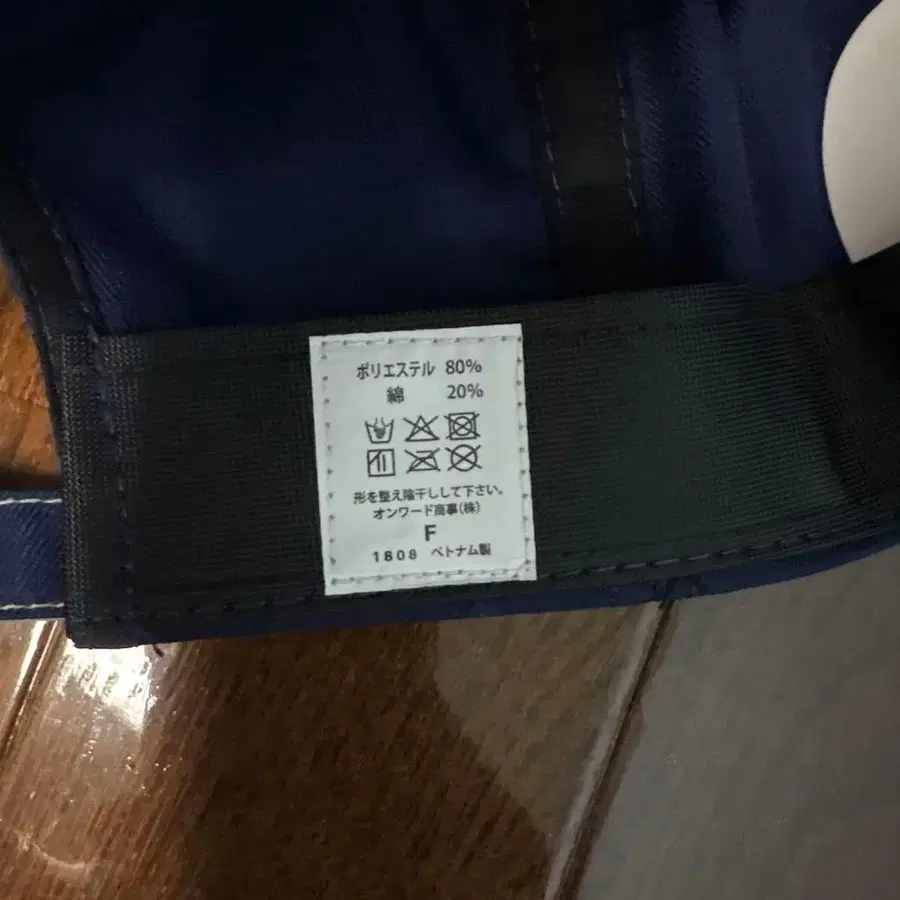 ポリエステル 80%
綿 20%
形を整え陰干しして下さい。
オンワード商事(株)
F
1808 ベトナム製